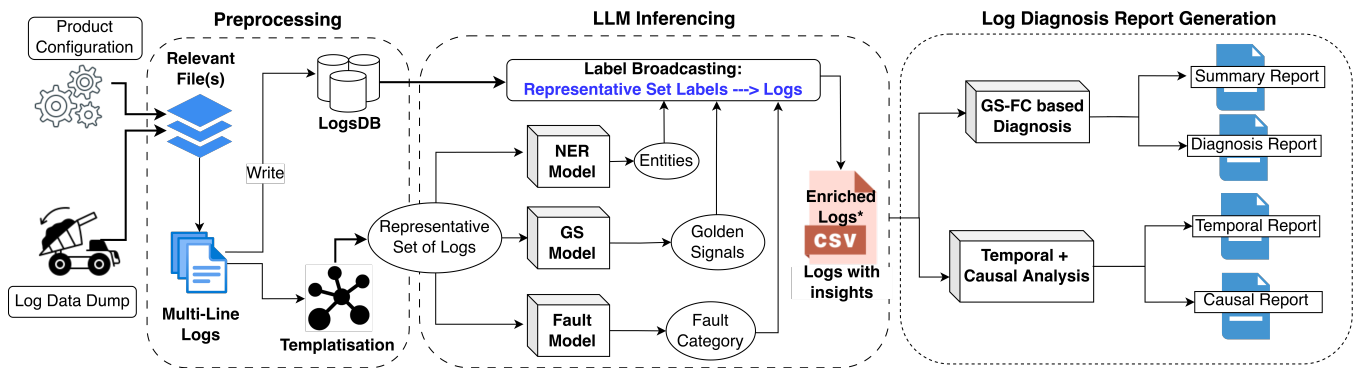 Preprocessing
LLM Inferencing
Log Diagnosis Report Generation
Product
Configuration
Log Data Dump
Relevant
File(s)
Multi-Line
Logs
Write
LogsDB
Templatisation
Representative
Set of Logs
Label Broadcasting:
Representative Set Labels ---> Logs
NER
Model
Entities
GS
Model
Golden
Signals
Fault
Model
Fault
Category
Enriched
Logs*
CSV
Logs with
insights
GS-FC based
Diagnosis
Summary Report
Diagnosis Report
Temporal +
Causal Analysis
Temporal Report
Causal Report